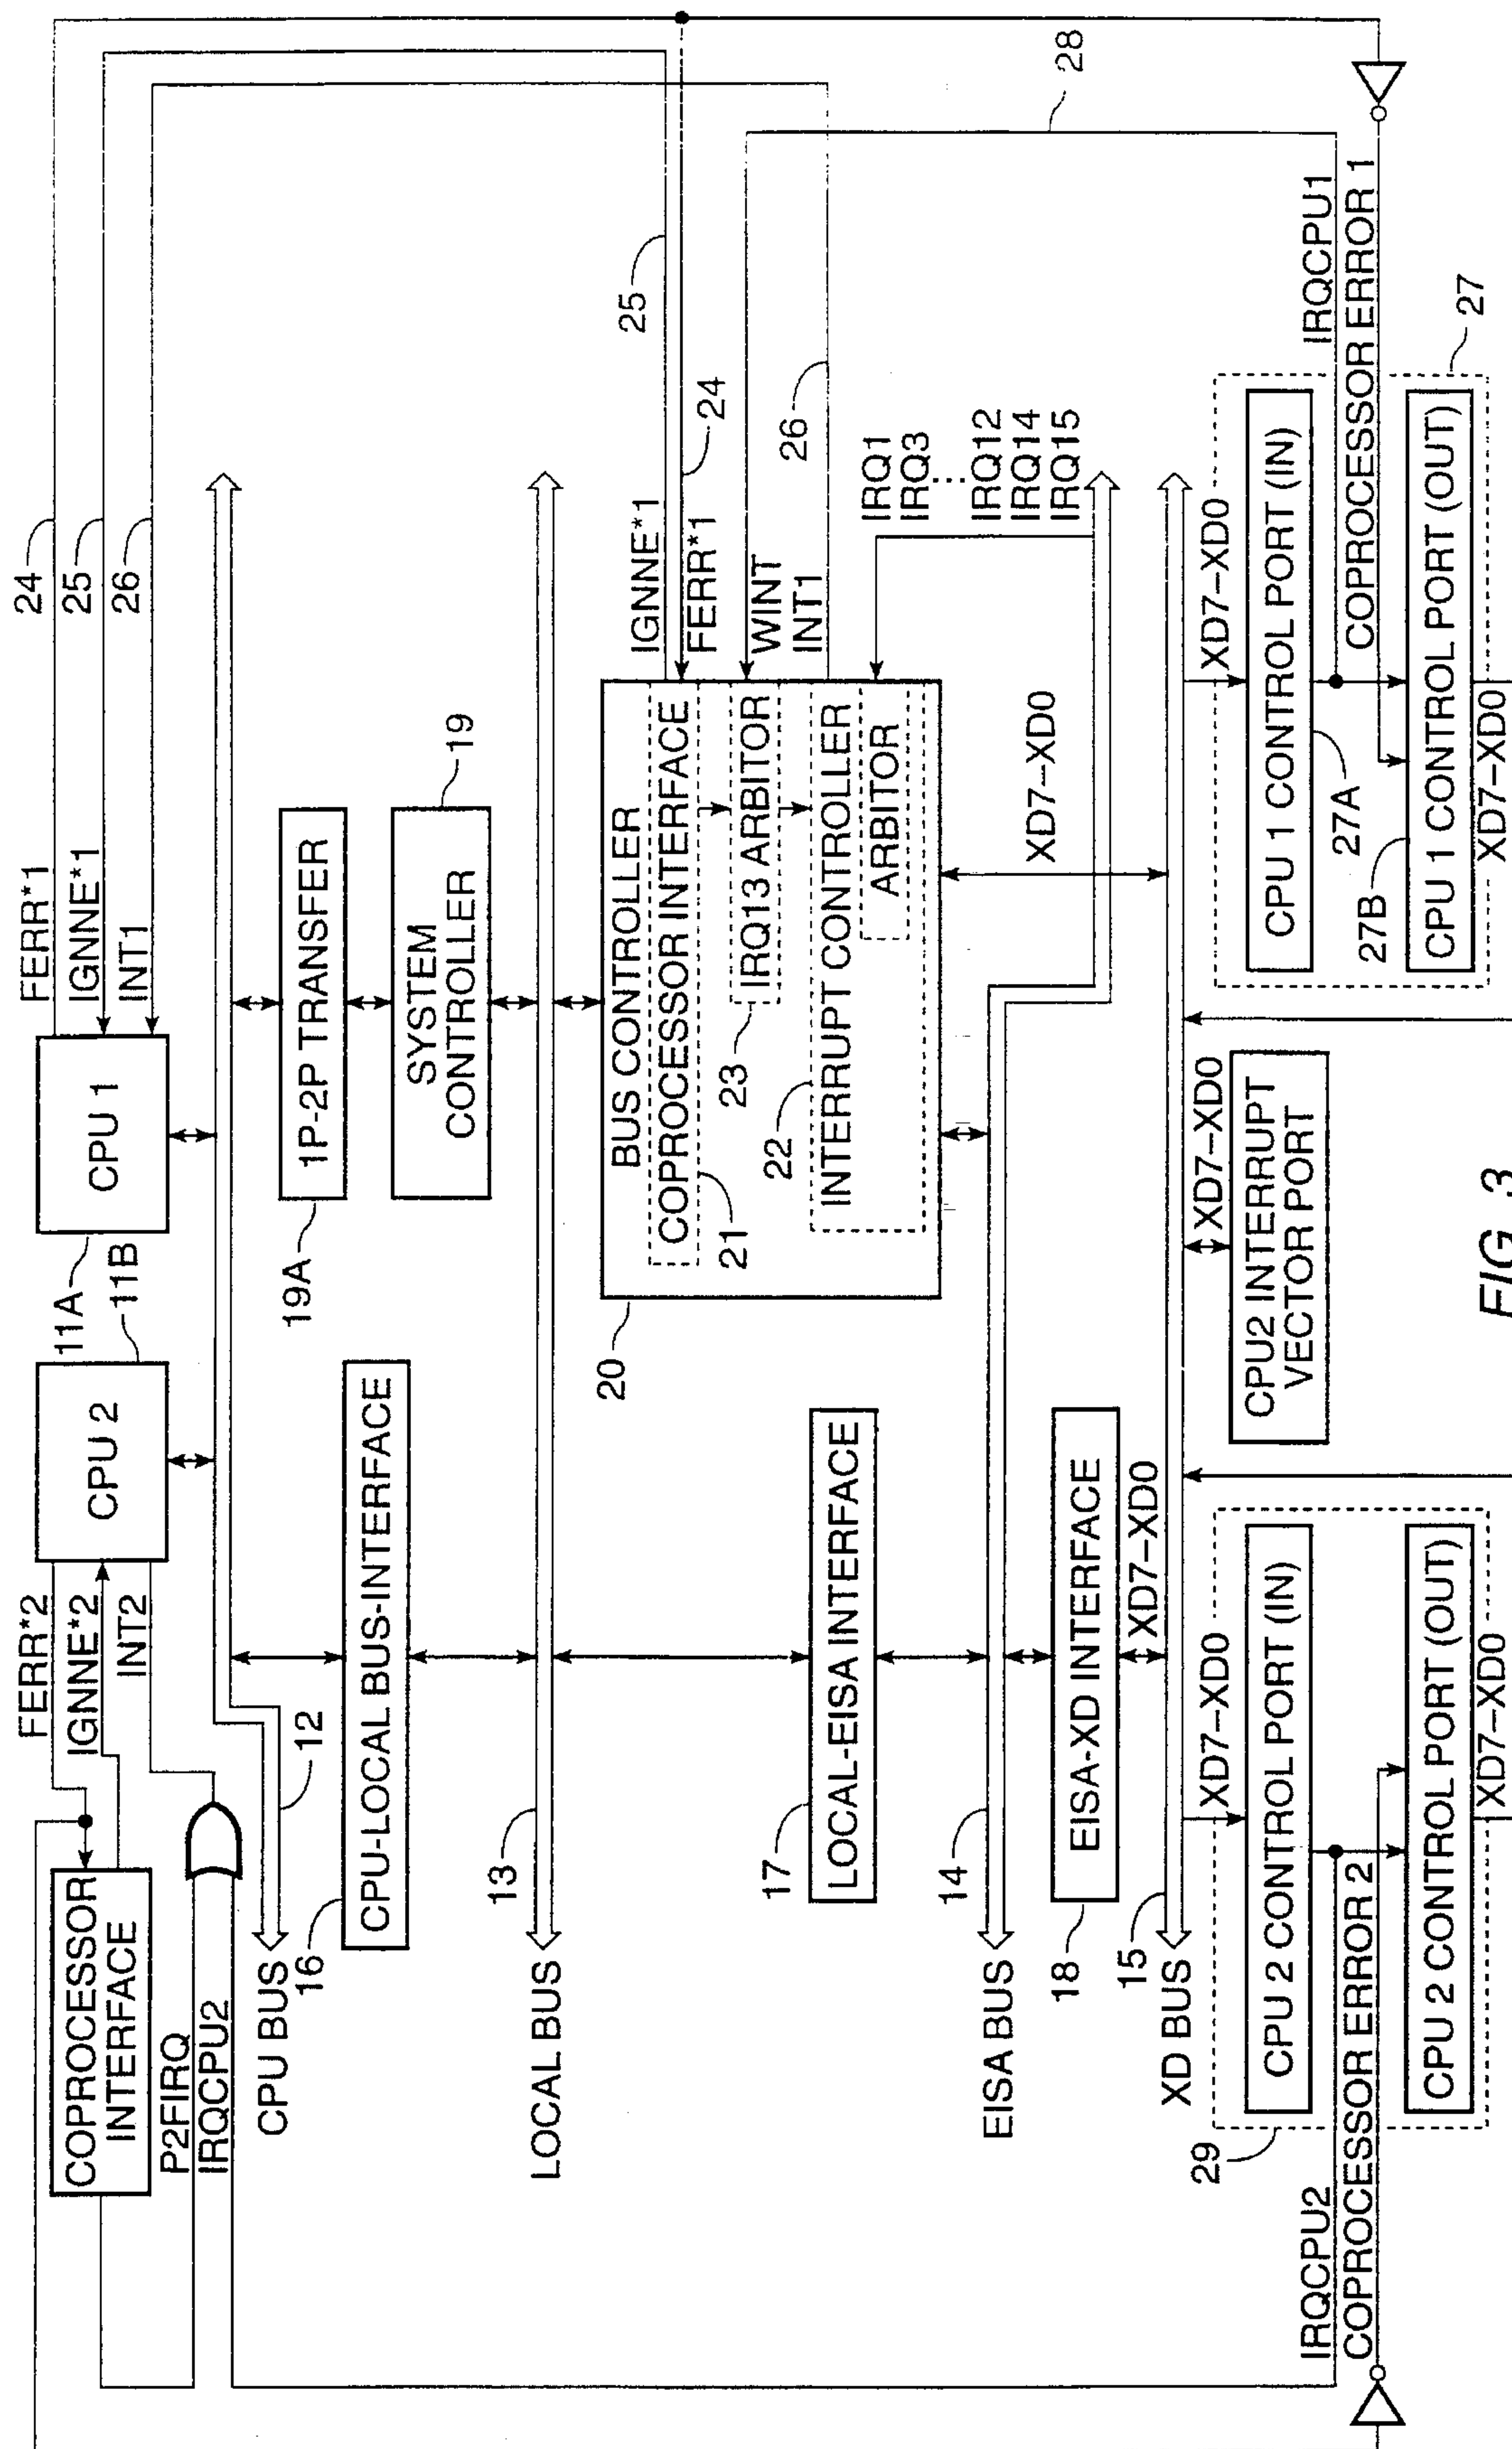 FERR*2
IGNNE*2
INT2
COPROCESSOR
INTERFACE
P2FIRQ
IRQCPU2
CPU 2
11B
11A
CPU 1
FERR*1
IGNNE*1
INT1
24
25
26
CPU BUS
12
16
CPU-LOCAL BUS-INTERFACE
19A
1P-2P TRANSFER
SYSTEM
CONTROLLER
19
LOCAL BUS
13
20
BUS CONTROLLER
COPROCESSOR INTERFACE
21
IRQ13 ARBITOR
23
22
INTERRUPT CONTROLLER
ARBITOR
IGNNE*1
FERR*1
WINT
INT1
25
24
26
28
IRQ1
IRQ3
...
IRQ12
IRQ14
IRQ15
17
LOCAL-EISA INTERFACE
EISA BUS
14
18
EISA-XD INTERFACE
XD7-XD0
XD7-XD0
XD BUS
15
29
XD7-XD0
CPU 2 CONTROL PORT (IN)
IRQCPU2
COPROCESSOR ERROR 2
CPU 2 CONTROL PORT (OUT)
XD7-XD0
XD7-XD0
CPU2 INTERRUPT
VECTOR PORT
XD7-XD0
CPU 1 CONTROL PORT (IN)
27A
27B
CPU 1 CONTROL PORT (OUT)
XD7-XD0
IRQCPU1
COPROCESSOR ERROR 1
27
FIG. 3